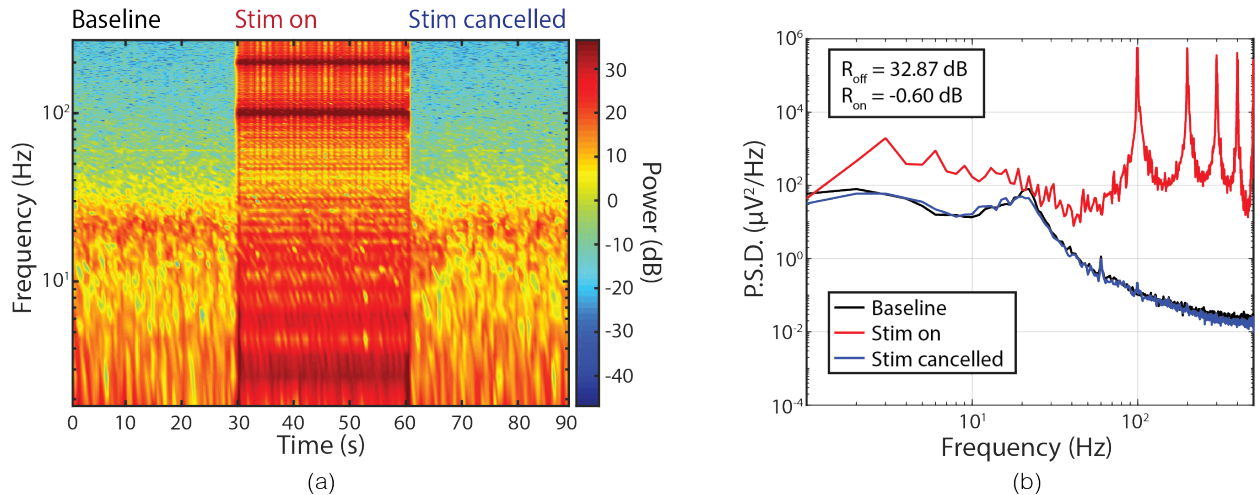 Baseline Stim on Stim cancelled
Frequency (Hz)
10²
10¹
0 10 20 30 40 50 60 70 80 90
Time (s)
30
20
10
0
-10
-20
-30
-40
Power (dB)
(a)
P.S.D. (µV²/Hz)
10⁶
10⁴
10²
10⁰
10⁻²
10⁻⁴
R_off = 32.87 dB
R_on = -0.60 dB
Baseline
Stim on
Stim cancelled
10¹ 10²
Frequency (Hz)
(b)